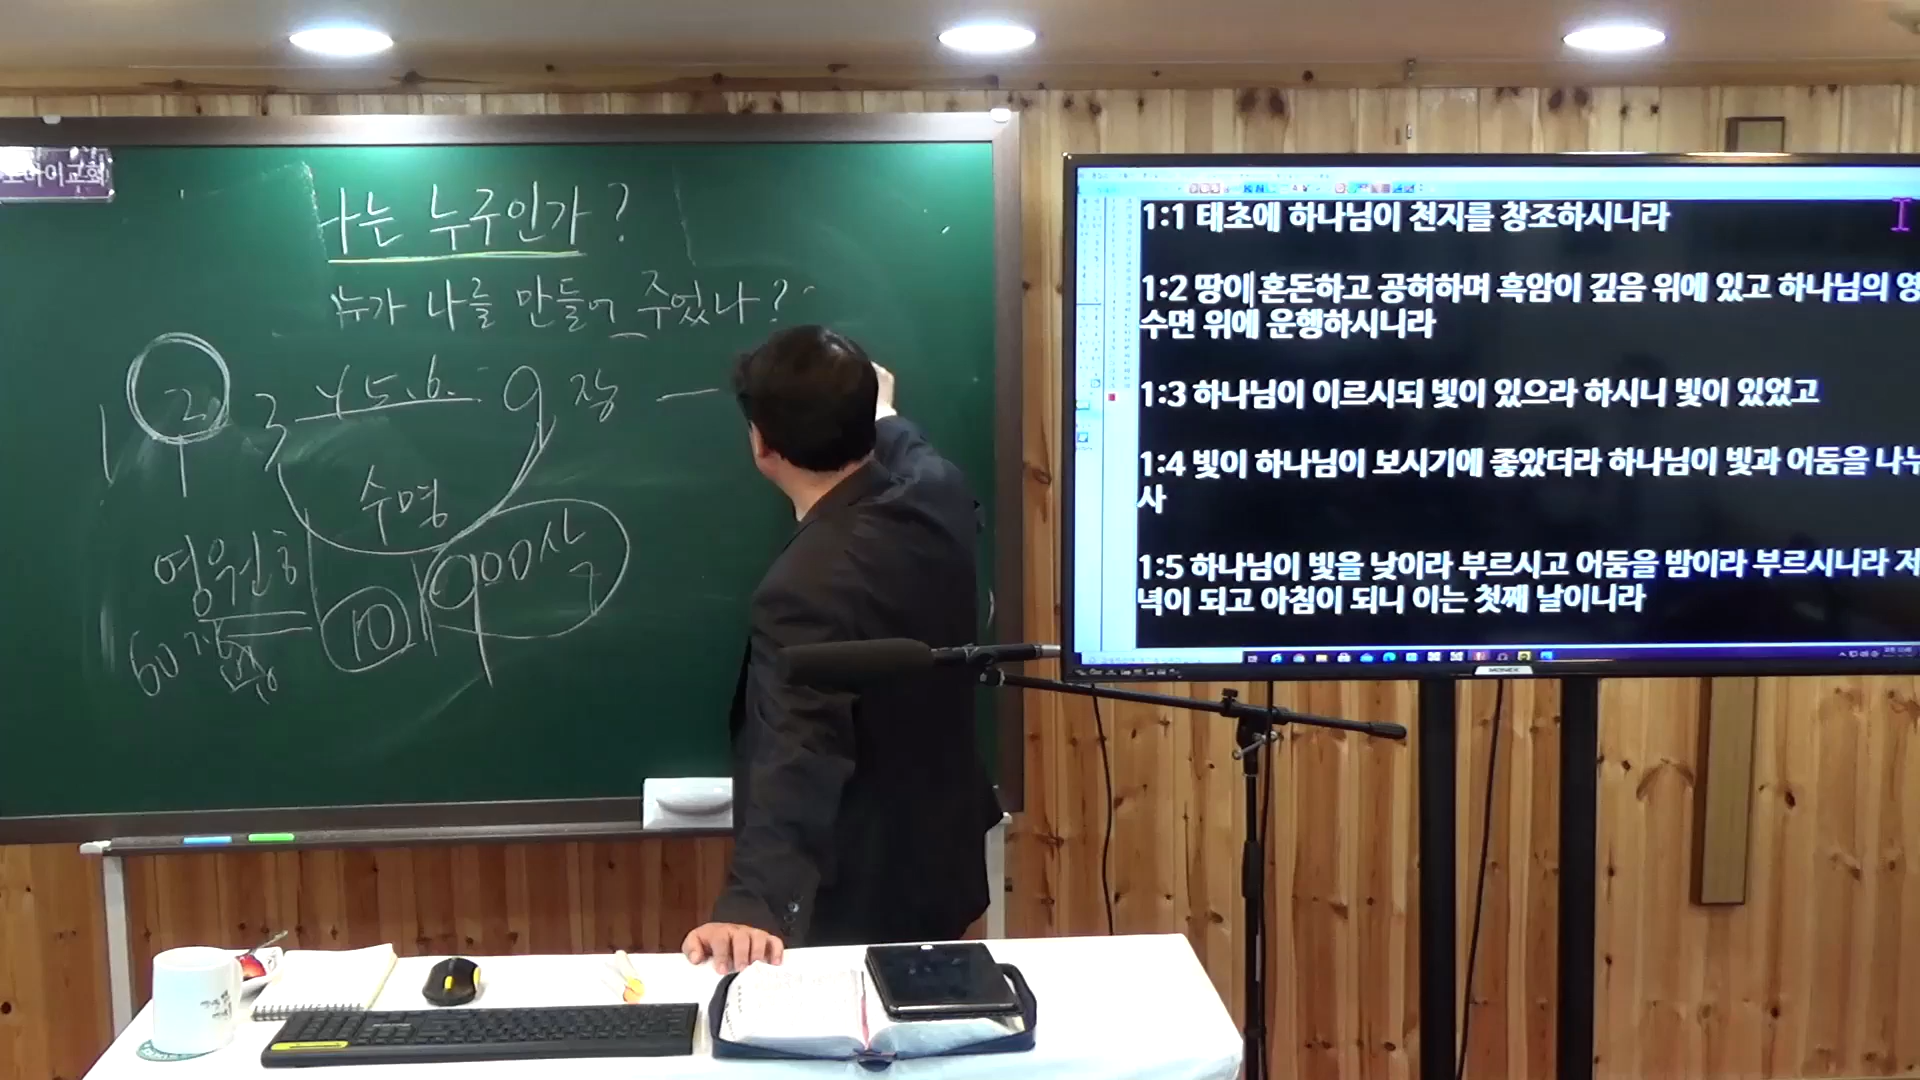 나는 누구인가?
누가 나를 만들어 주었나?
1 2 3 4 5 6 9 장
수명
영원히
10 900살
60
1:1 태초에 하나님이 천지를 창조하시니라
1:2 땅이 혼돈하고 공허하며 흑암이 깊음 위에 있고 하나님의 영
수면 위에 운행하시니라
1:3 하나님이 이르시되 빛이 있으라 하시니 빛이 있었고
1:4 빛이 하나님이 보시기에 좋았더라 하나님이 빛과 어둠을 나누
사
1:5 하나님이 빛을 낮이라 부르시고 어둠을 밤이라 부르시니라 저
녁이 되고 아침이 되니 이는 첫째 날이니라